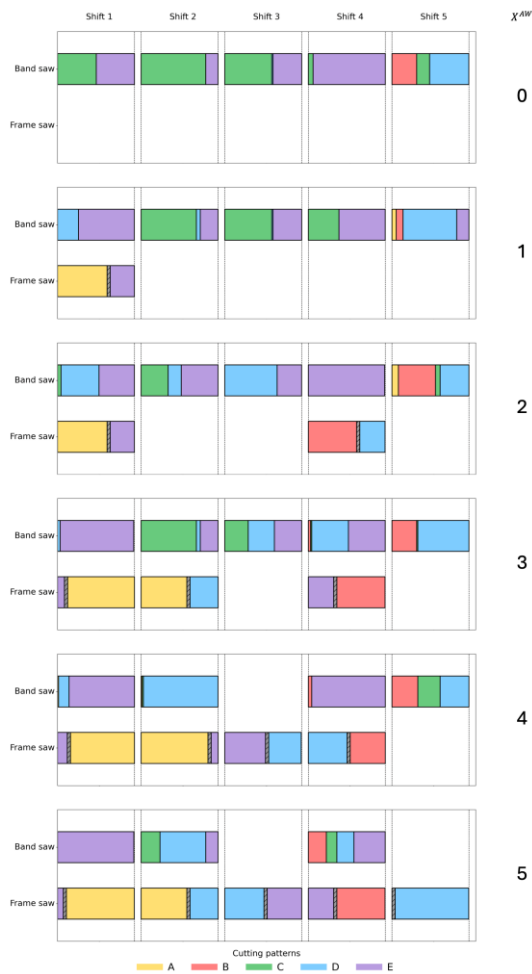 Shift 1 Shift 2 Shift 3 Shift 4 Shift 5 χ^AW
Band saw
0
Frame saw
Band saw
1
Frame saw
Band saw
2
Frame saw
Band saw
3
Frame saw
Band saw
4
Frame saw
Band saw
5
Frame saw
Cutting patterns
A B C D E